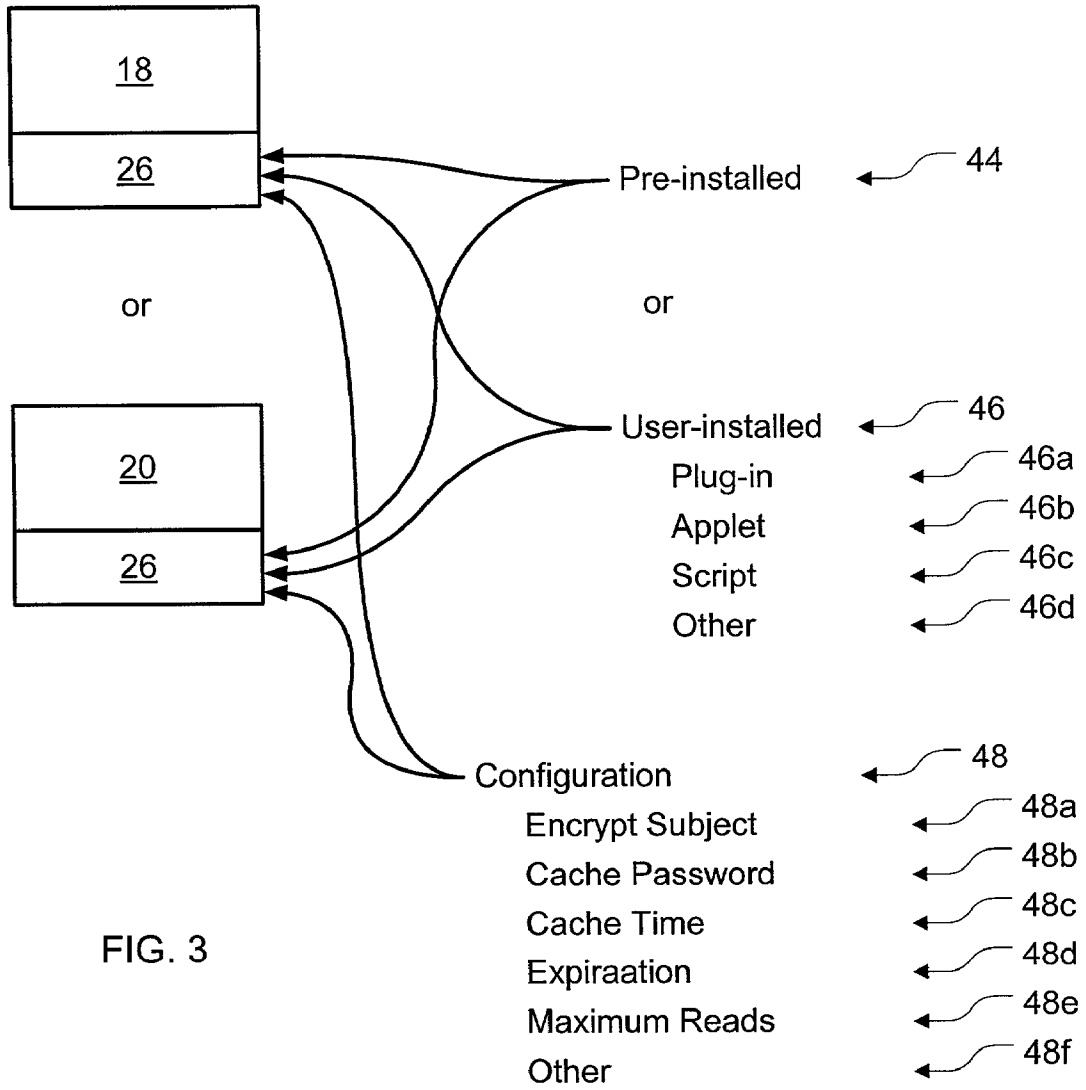 18
26
Pre-installed 44
or
or
20
26
User-installed 46
Plug-in 46a
Applet 46b
Script 46c
Other 46d
Configuration 48
Encrypt Subject 48a
Cache Password 48b
Cache Time 48c
Expiraation 48d
Maximum Reads 48e
Other 48f
FIG. 3